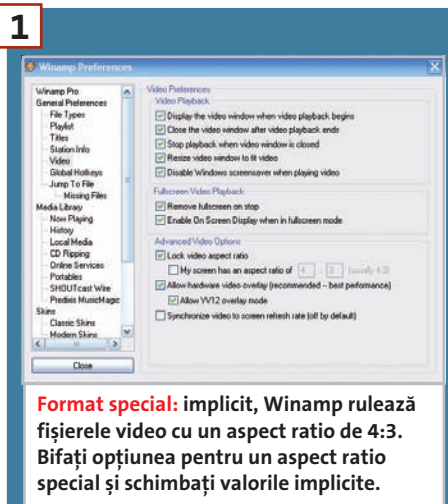 1
Winamp Preferences
Winamp Pro
General Preferences
File Types
Playlist
Titles
Station Info
Video
Global Hotkeys
Jump To File
Missing Files
Media Library
Now Playing
History
Local Media
CD Ripping
Online Services
Portables
SHOUTcast Wire
Predixis MusicMagic
Skins
Classic Skins
Modern Skins
Close
Video Preferences
Video Playback
Display the video window when video playback begins
Close the video window after video playback ends
Stop playback when video window is closed
Resize video window to fit video
Disable Windows screensaver when playing video
Fullscreen Video Playback
Remove fullscreen on stop
Enable On Screen Display when in fullscreen mode
Advanced Video Options
Lock video aspect ratio
My screen has an aspect ratio of 4 : 3 (usually 4:3)
Allow hardware video overlay (recommended - best performance)
Allow YV12 overlay mode
Synchronize video to screen refresh rate (off by default)
Format special: implicit, Winamp rulează
fișierele video cu un aspect ratio de 4:3.
Bifați opțiunea pentru un aspect ratio
special și schimbați valorile implicite.